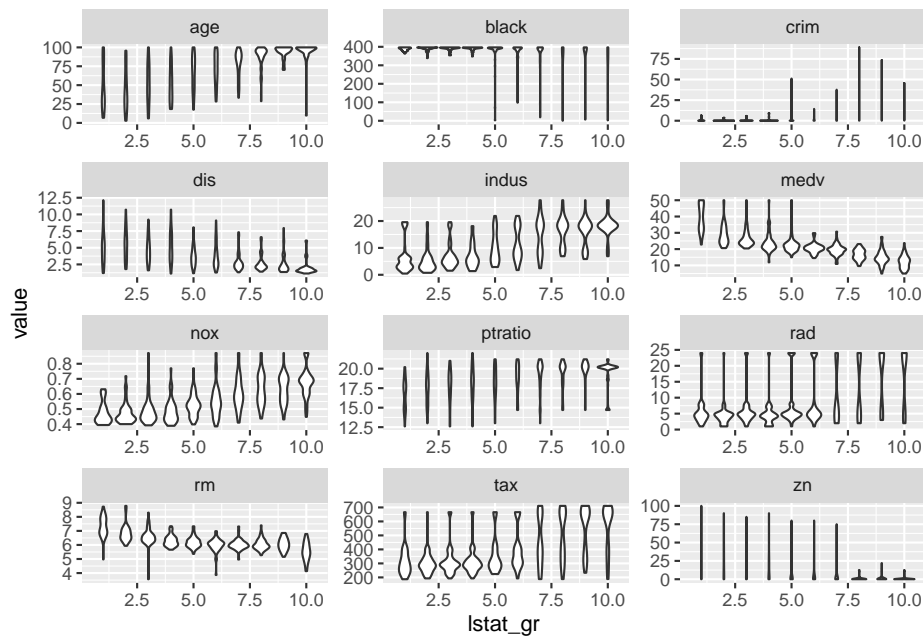 age black crim
100 75 50 25 0
400 300 200 100 0
75 50 25 0
2.5 5.0 7.5 10.0 2.5 5.0 7.5 10.0 2.5 5.0 7.5 10.0
dis indus medv
12.5 10.0 7.5 5.0 2.5
20 10 0
50 40 30 20 10
2.5 5.0 7.5 10.0 2.5 5.0 7.5 10.0 2.5 5.0 7.5 10.0
value
nox ptratio rad
0.8 0.7 0.6 0.5 0.4
20.0 17.5 15.0 12.5
25 20 15 10 5 0
2.5 5.0 7.5 10.0 2.5 5.0 7.5 10.0 2.5 5.0 7.5 10.0
rm tax zn
9 8 7 6 5 4
700 600 500 400 300 200
100 75 50 25 0
2.5 5.0 7.5 10.0 2.5 5.0 7.5 10.0 2.5 5.0 7.5 10.0
lstat_gr